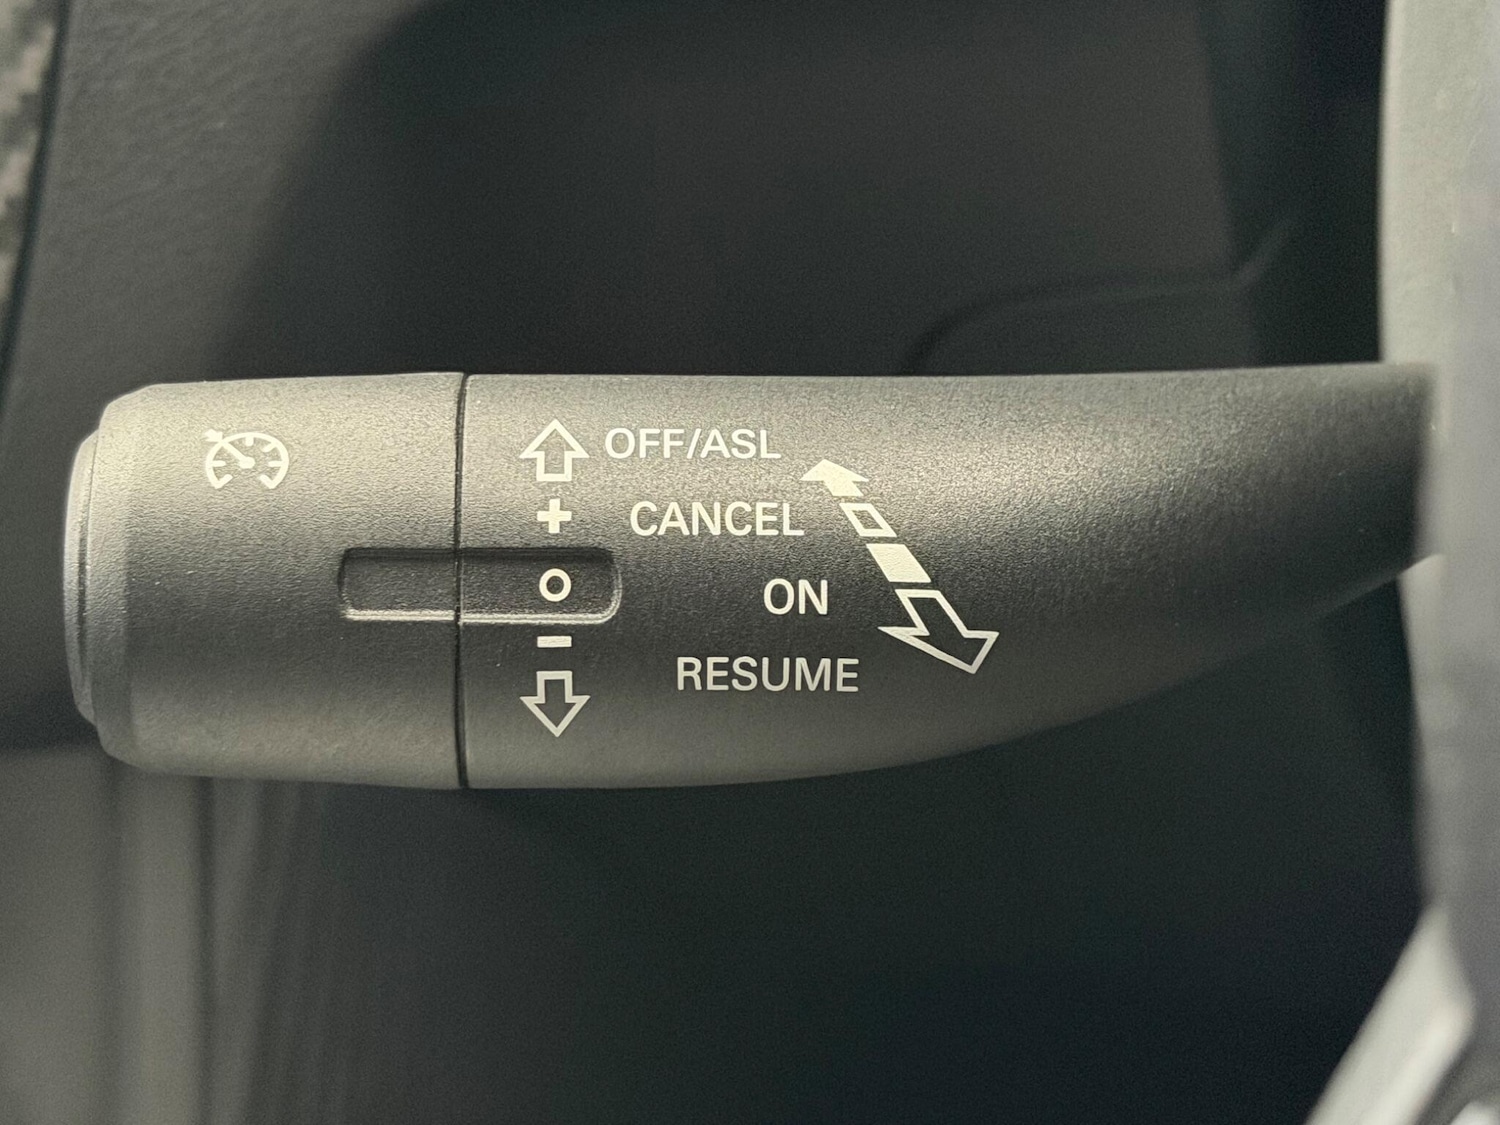 OFF/ASL
+ CANCEL
O ON
-
RESUME